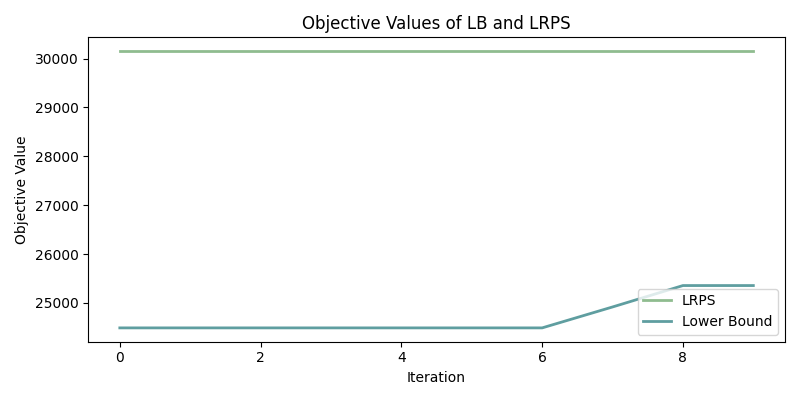 Objective Values of LB and LRPS
Objective Value
30000
29000
28000
27000
26000
25000
0 2 4 6 8
Iteration
LRPS
Lower Bound